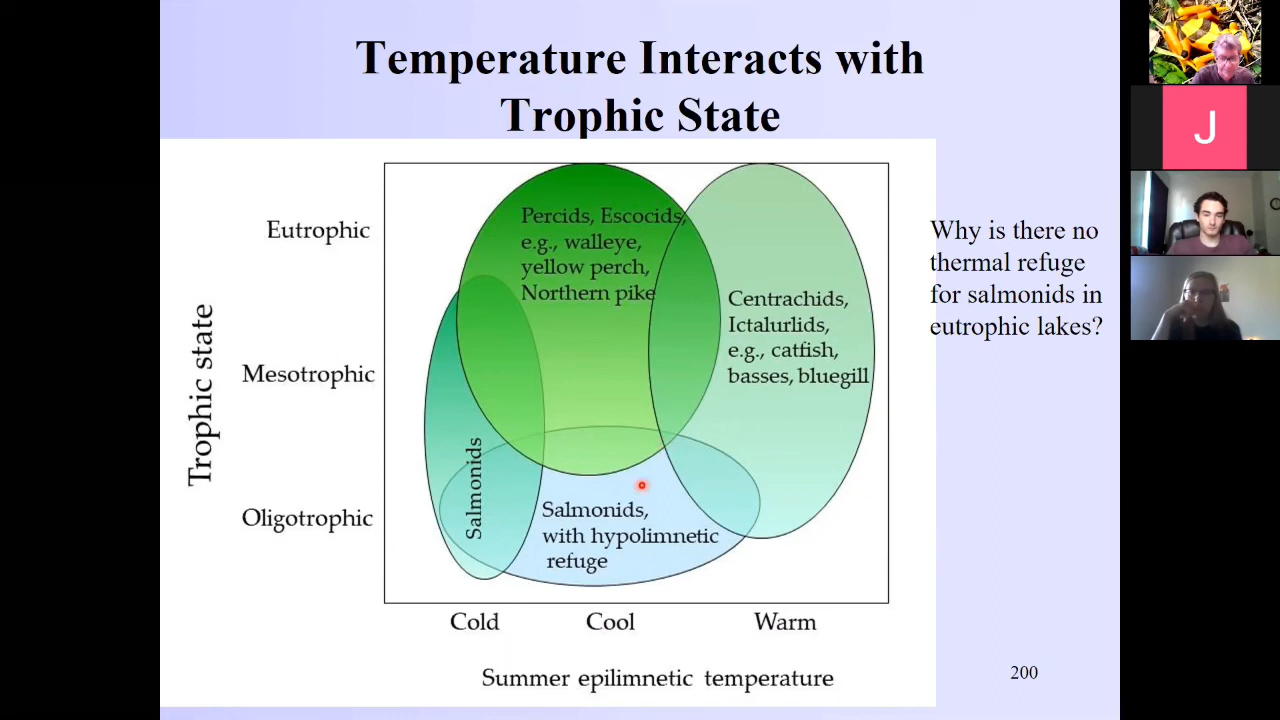 Temperature Interacts with
Trophic State
Eutrophic
Mesotrophic
Oligotrophic
Trophic state
Percids, Escocids,
e.g., walleye,
yellow perch,
Northern pike
Centrachids,
Ictalurlids,
e.g., catfish,
basses, bluegill
Salmonids
Salmonids,
with hypolimnetic
refuge
Cold
Cool
Warm
Summer epilimnetic temperature
Why is there no
thermal refuge
for salmonids in
eutrophic lakes?
200
J